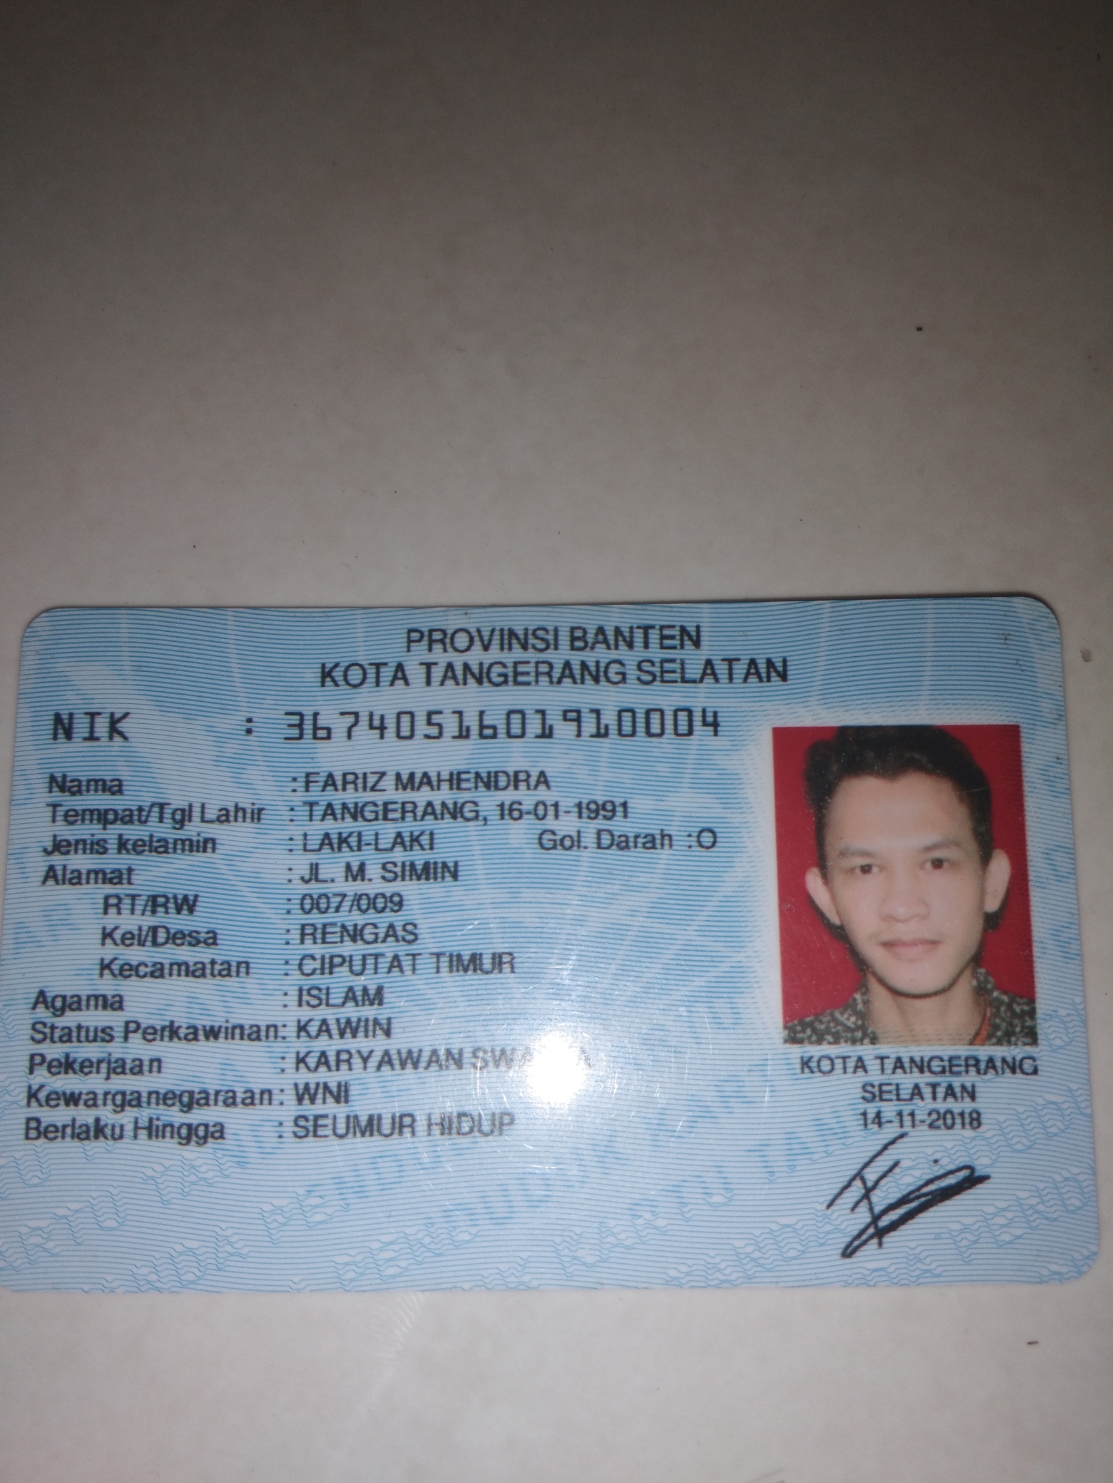 PROVINSI BANTEN
KOTA TANGERANG SELATAN
NIK : 3674051601910004
Nama : FARIZ MAHENDRA
Tempat/Tgl Lahir : TANGERANG, 16-01-1991
Jenis kelamin : LAKI-LAKI Gol. Darah : O
Alamat : JL. M. SIMIN
RT/RW : 007/009
Kel/Desa : RENGAS
Kecamatan : CIPUTAT TIMUR
Agama : ISLAM
Status Perkawinan: KAWIN
Pekerjaan : KARYAWAN
Kewarganegaraan: WNI
Berlaku Hingga : SEUMUR HIDUP
KOTA TANGERANG
SELATAN
14-11-2018